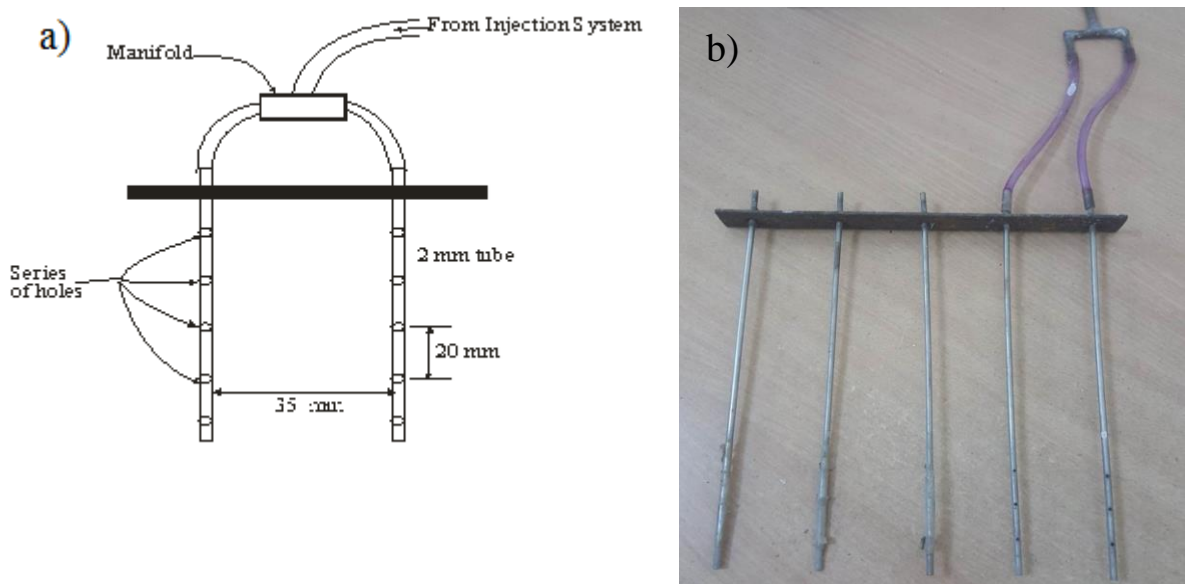 a)
From Injection System
Manifold
b)
Series
of holes
2 mm tube
20 mm
35 mm